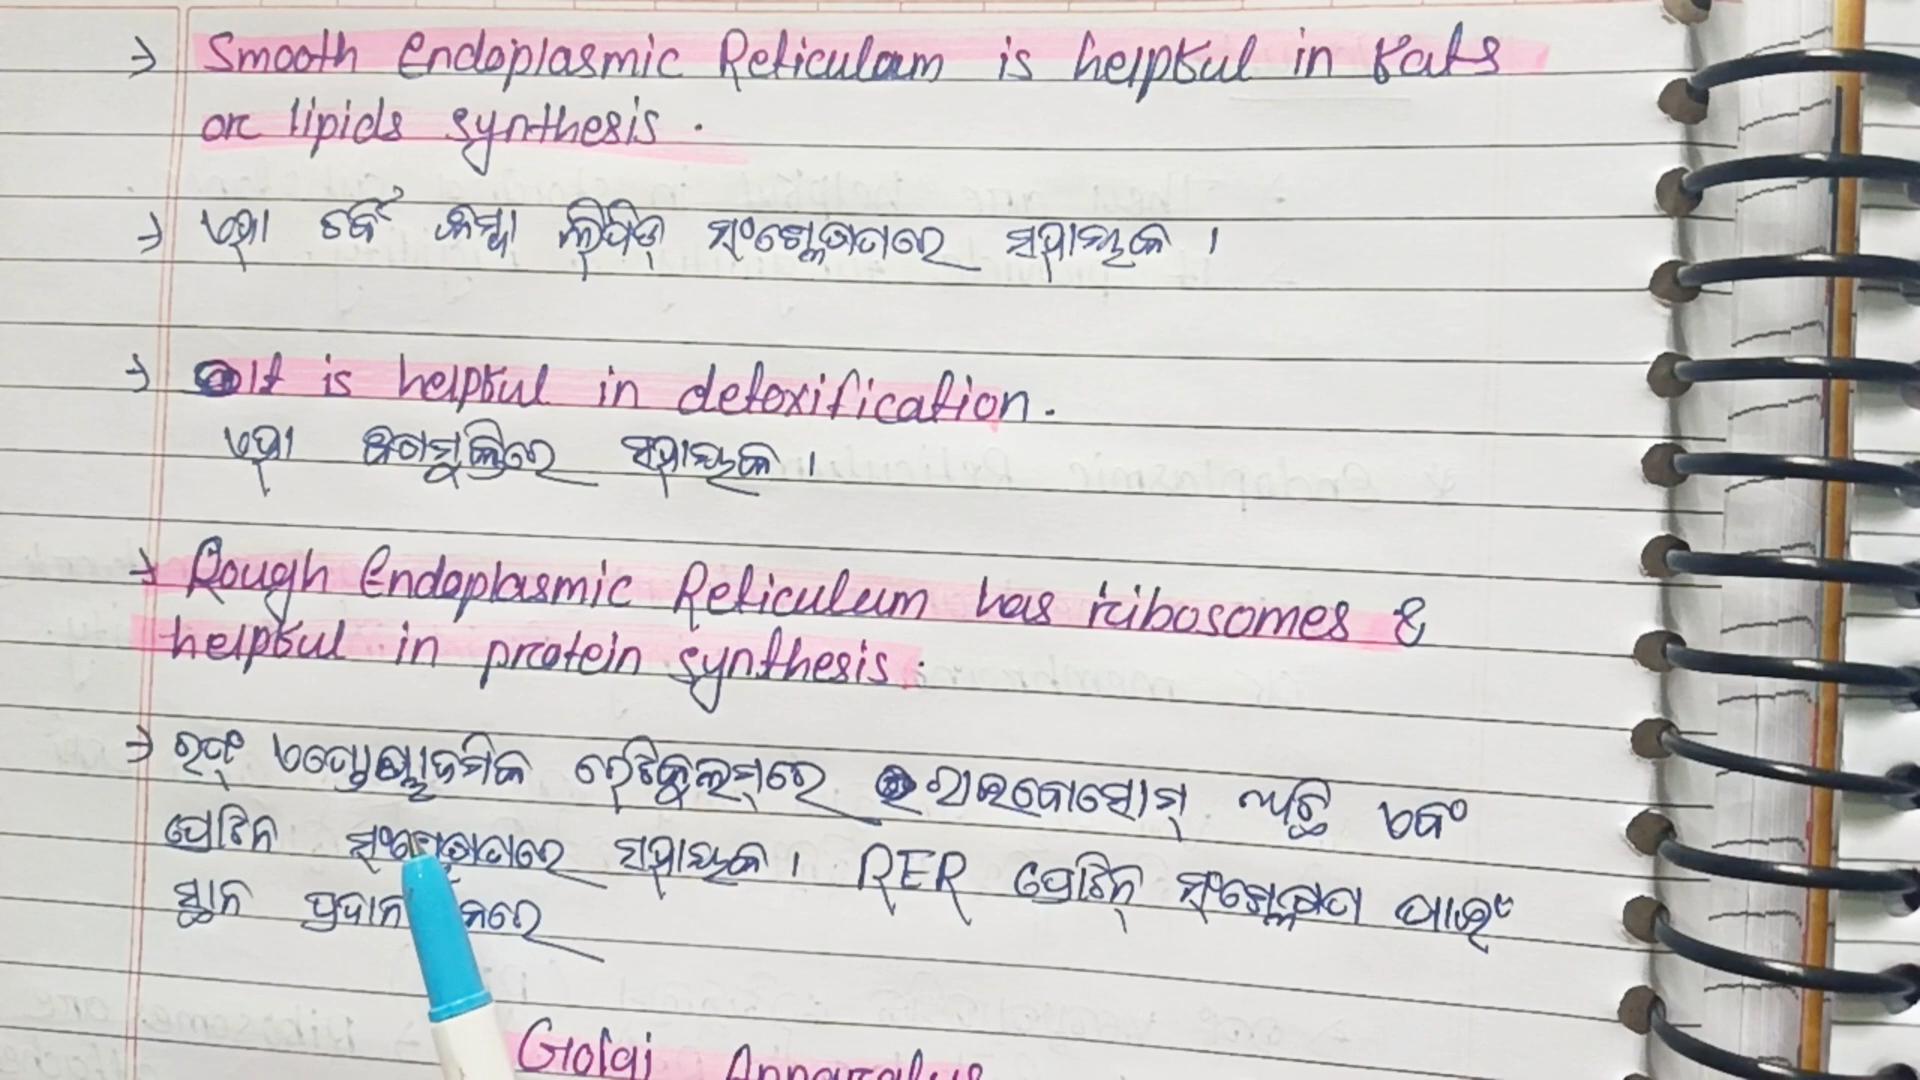 → Smooth Endoplasmic Reticulam is helpful in fats
or lipids synthesis.
→ ଏହା ଚର୍ବି କିମ୍ବା ଲିପିଡ୍ ସଂଶ୍ଳେଷଣରେ ସହାୟକ ।
→ It is helpful in detoxification.
ଏହା ବିଷମୁକ୍ତିରେ ସହାୟକ ।
→ Rough Endoplasmic Reticulum has ribosomes &
helpful in protein synthesis.
→ ରଫ୍ ଏଣ୍ଡୋପ୍ଲାଜମିକ ରେଟିକୁଲମ୍‌ରେ ରାଇବୋସୋମ୍ ଅଛି ଏବଂ
ପ୍ରୋଟିନ ସଂଶ୍ଳେଷଣରେ ସହାୟକ । RER ପ୍ରୋଟିନ୍ ସଂଶ୍ଳେଷଣ ପାଇଁ
ସ୍ଥାନ ପ୍ରଦାନ କରେ
Golgi Apparatus